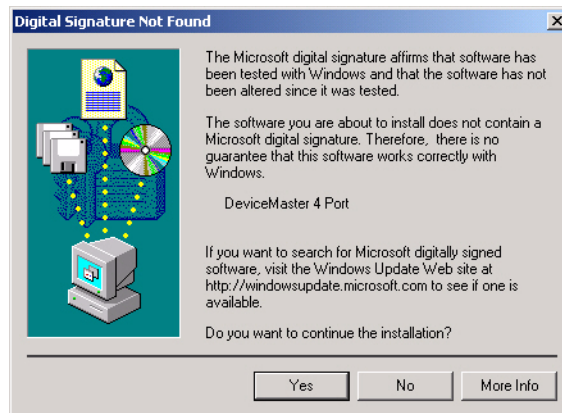 Digital Signature Not Found
The Microsoft digital signature affirms that software has
been tested with Windows and that the software has not
been altered since it was tested.
The software you are about to install does not contain a
Microsoft digital signature. Therefore, there is no
guarantee that this software works correctly with
Windows.
DeviceMaster 4 Port
If you want to search for Microsoft digitally signed
software, visit the Windows Update Web site at
http://windowsupdate.microsoft.com to see if one is
available.
Do you want to continue the installation?
Yes No More Info